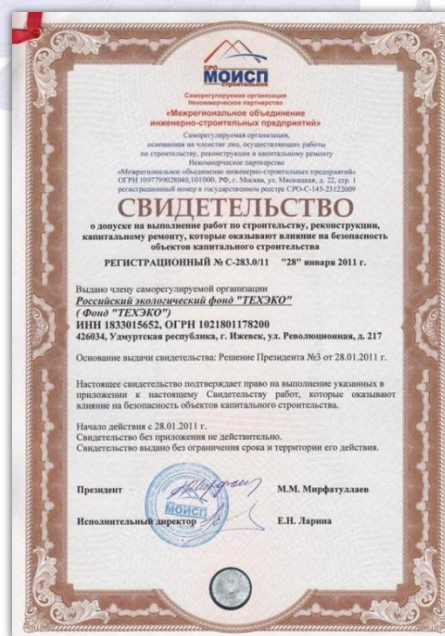 СРО
МОИСП
строительное
Саморегулируемая организация
Некоммерческое партнерство
«Межрегиональное объединение
инженерно-строительных предприятий»
Саморегулируемая организация,
основанная на членстве лиц, осуществляющих работы
по строительству, реконструкции и капитальному ремонту
Некоммерческое партнерство
«Межрегиональное объединение инженерно-строительных предприятий»
ОГРН 1097799028040,101000, РФ, г. Москва, ул. Мясницкая, д. 22, стр. 1
регистрационный номер в государственном реестре СРО-С-145-23122009
СВИДЕТЕЛЬСТВО
о допуске на выполнение работ по строительству, реконструкции,
капитальному ремонту, которые оказывают влияние на безопасность
объектов капитального строительства
РЕГИСТРАЦИОННЫЙ № С-283.0/11 "28" января 2011 г.
Выдано члену саморегулируемой организации
Российский экологический фонд "ТЕХЭКО"
( Фонд "ТЕХЭКО")
ИНН 1833015652, ОГРН 1021801178200
426034, Удмуртская республика, г. Ижевск, ул. Революционная, д. 217
Основание выдачи свидетельства: Решение Президента №3 от 28.01.2011 г.
Настоящее свидетельство подтверждает право на выполнение указанных в
приложении к настоящему Свидетельству работ, которые оказывают
влияние на безопасность объектов капитального строительства.
Начало действия с 28.01.2011 г.
Свидетельство без приложения не действительно.
Свидетельство выдано без ограничения срока и территории его действия.
Президент М.М. Мирфатуллаев
МОИСП
Исполнительный директор Е.Н. Ларина